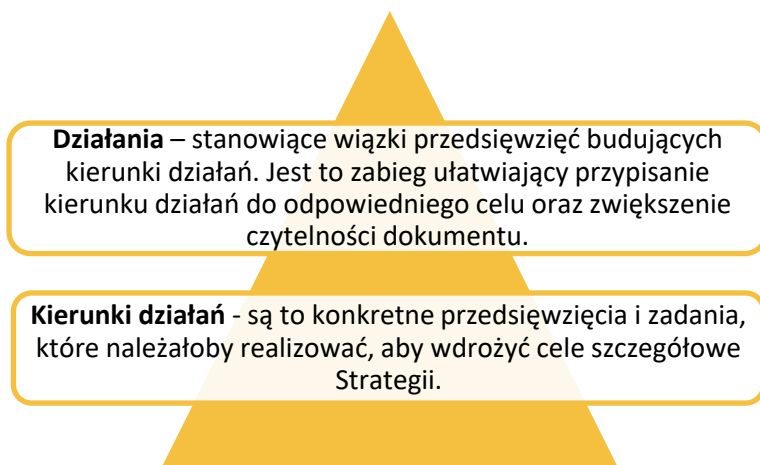 Działania – stanowiące wiązki przedsięwzięć budujących
kierunki działań. Jest to zabieg ułatwiający przypisanie
kierunku działań do odpowiedniego celu oraz zwiększenie
czytelności dokumentu.
Kierunki działań - są to konkretne przedsięwzięcia i zadania,
które należałoby realizować, aby wdrożyć cele szczegółowe
Strategii.